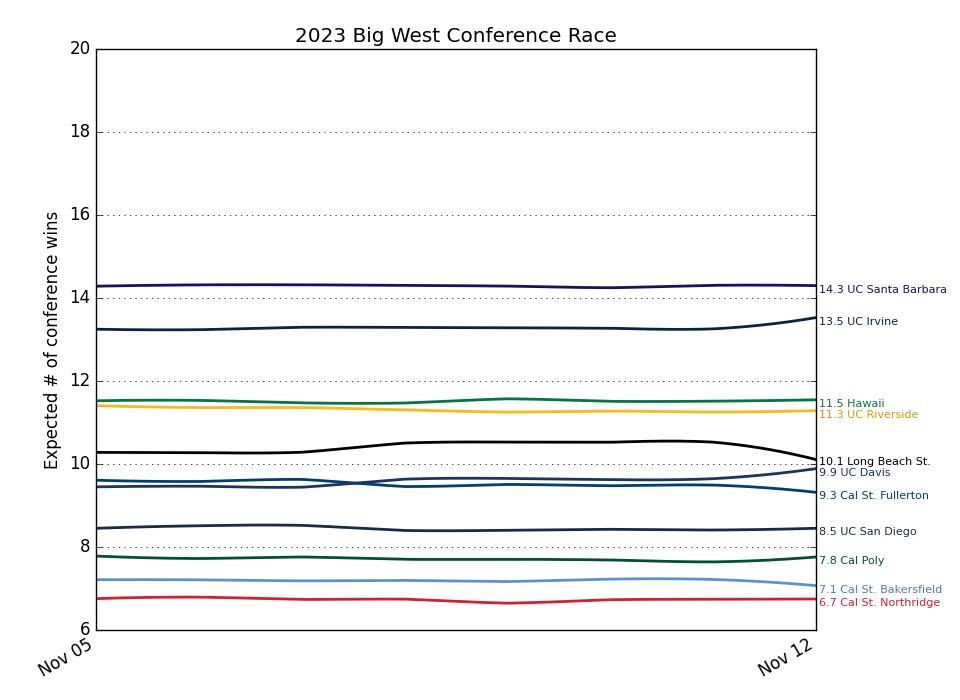 2023 Big West Conference Race
Expected # of conference wins
20
18
16
14
12
10
8
6
14.3 UC Santa Barbara
13.5 UC Irvine
11.5 Hawaii
11.3 UC Riverside
10.1 Long Beach St.
9.9 UC Davis
9.3 Cal St. Fullerton
8.5 UC San Diego
7.8 Cal Poly
7.1 Cal St. Bakersfield
6.7 Cal St. Northridge
Nov 05
Nov 12